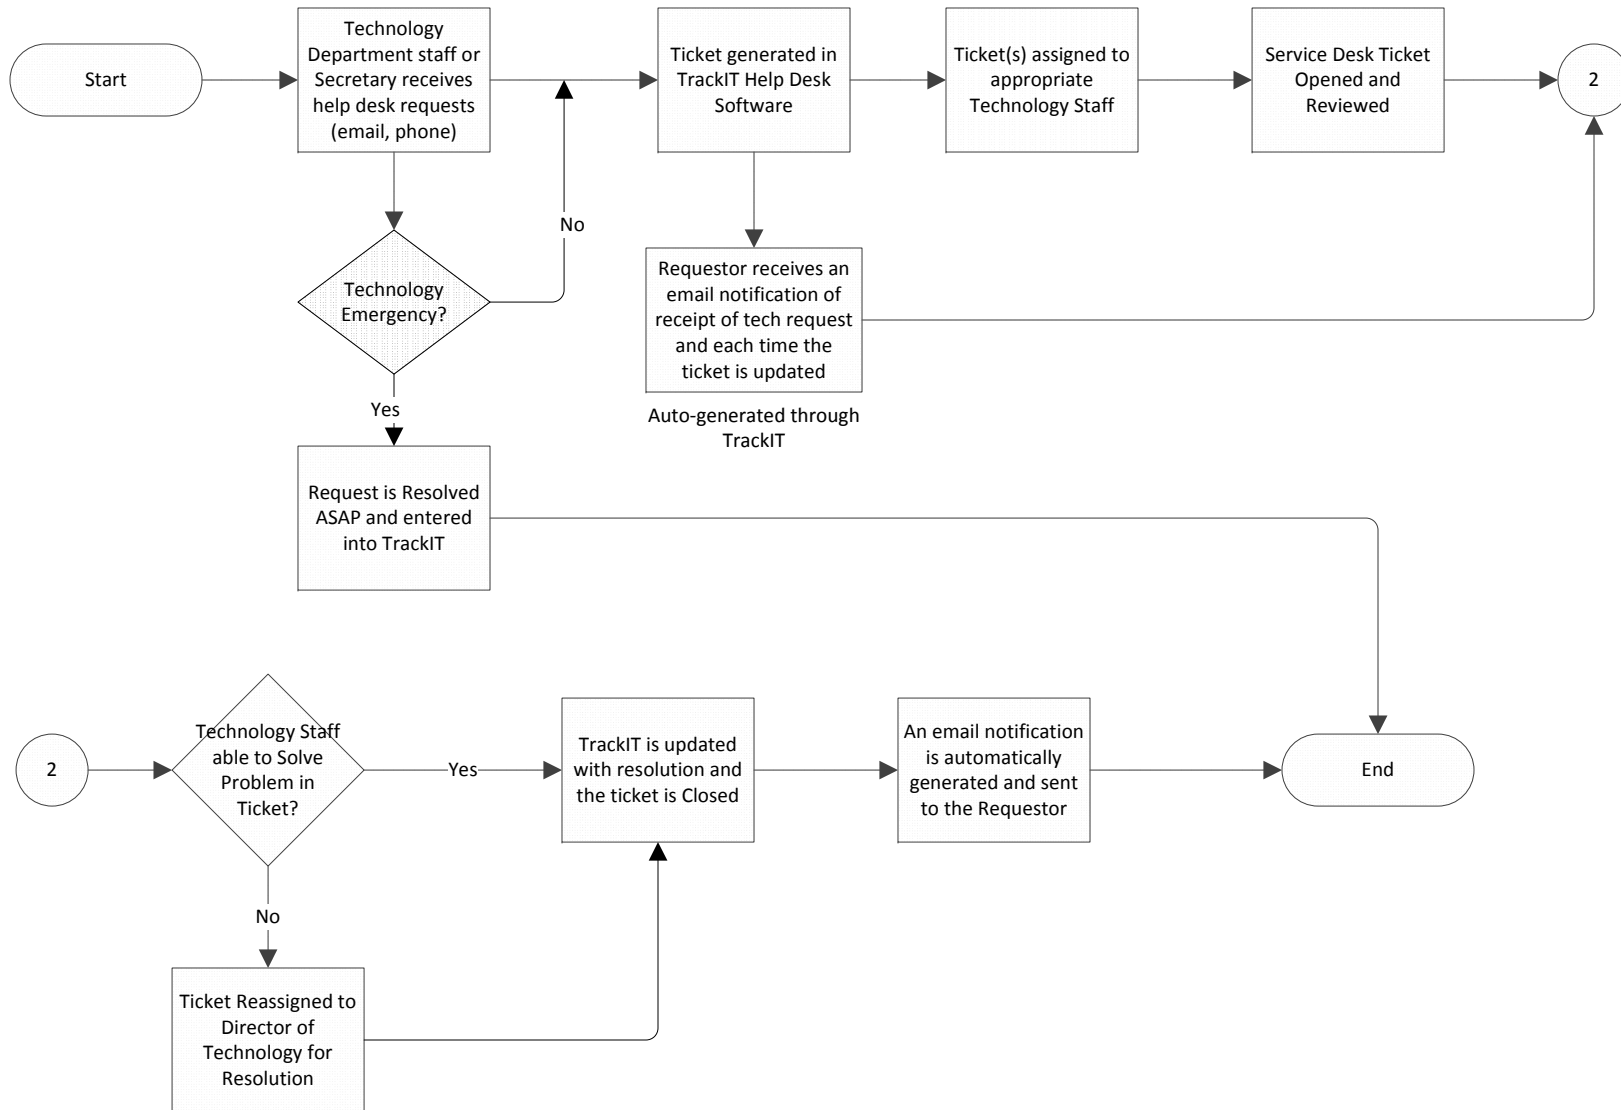 Start
Technology
Department staff or
Secretary receives
help desk requests
(email, phone)
Ticket generated in
TrackIT Help Desk
Software
Ticket(s) assigned to
appropriate
Technology Staff
Service Desk Ticket
Opened and
Reviewed
2
No
Technology
Emergency?
Requestor receives an
email notification of
receipt of tech request
and each time the
ticket is updated
Auto-generated through
TrackIT
Yes
Request is Resolved
ASAP and entered
into TrackIT
2
Technology Staff
able to Solve
Problem in
Ticket?
Yes
TrackIT is updated
with resolution and
the ticket is Closed
An email notification
is automatically
generated and sent
to the Requestor
End
No
Ticket Reassigned to
Director of
Technology for
Resolution